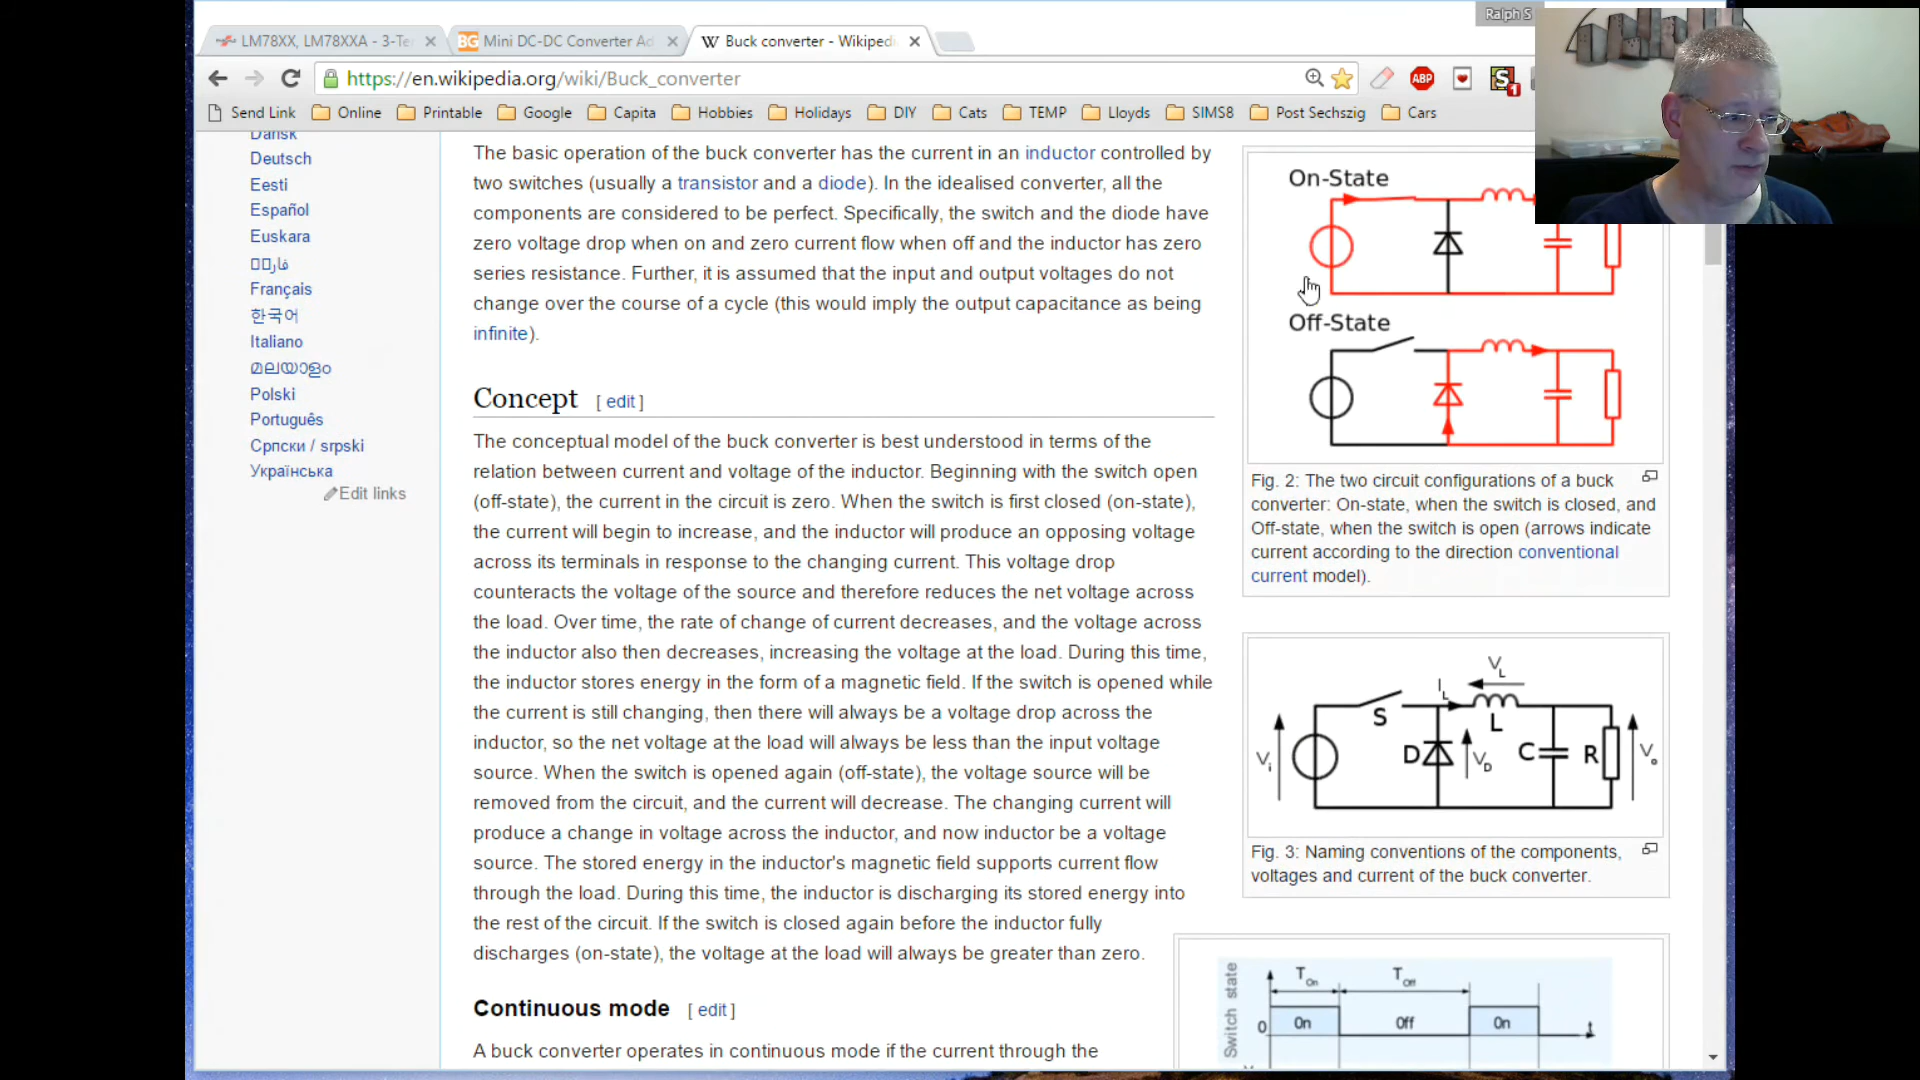 Ralph S
LM78XX, LM78XXA - 3-Te
BG Mini DC-DC Converter Ad
W Buck converter - Wikiped
https://en.wikipedia.org/wiki/Buck_converter
ABP
S
1
Send Link Online Printable Google Capita Hobbies Holidays DIY Cats TEMP Lloyds SIMS8 Post Sechszig Cars
Dansk
Deutsch
Eesti
Español
Euskara
Français
한국어
Italiano
മലയാളം
Polski
Português
Српски / srpski
Українська
Edit links
The basic operation of the buck converter has the current in an inductor controlled by
two switches (usually a transistor and a diode). In the idealised converter, all the
components are considered to be perfect. Specifically, the switch and the diode have
zero voltage drop when on and zero current flow when off and the inductor has zero
series resistance. Further, it is assumed that the input and output voltages do not
change over the course of a cycle (this would imply the output capacitance as being
infinite).
Concept [ edit ]
The conceptual model of the buck converter is best understood in terms of the
relation between current and voltage of the inductor. Beginning with the switch open
(off-state), the current in the circuit is zero. When the switch is first closed (on-state),
the current will begin to increase, and the inductor will produce an opposing voltage
across its terminals in response to the changing current. This voltage drop
counteracts the voltage of the source and therefore reduces the net voltage across
the load. Over time, the rate of change of current decreases, and the voltage across
the inductor also then decreases, increasing the voltage at the load. During this time,
the inductor stores energy in the form of a magnetic field. If the switch is opened while
the current is still changing, then there will always be a voltage drop across the
inductor, so the net voltage at the load will always be less than the input voltage
source. When the switch is opened again (off-state), the voltage source will be
removed from the circuit, and the current will decrease. The changing current will
produce a change in voltage across the inductor, and now inductor be a voltage
source. The stored energy in the inductor's magnetic field supports current flow
through the load. During this time, the inductor is discharging its stored energy into
the rest of the circuit. If the switch is closed again before the inductor fully
discharges (on-state), the voltage at the load will always be greater than zero.
Continuous mode [ edit ]
A buck converter operates in continuous mode if the current through the
On-State
Off-State
Fig. 2: The two circuit configurations of a buck
converter: On-state, when the switch is closed, and
Off-state, when the switch is open (arrows indicate
current according to the direction conventional
current model).
VL
IL
S
L
Vi
D
VD
C
R
Vo
Fig. 3: Naming conventions of the components,
voltages and current of the buck converter.
Switch state
TOn
TOff
0
On
Off
On
t